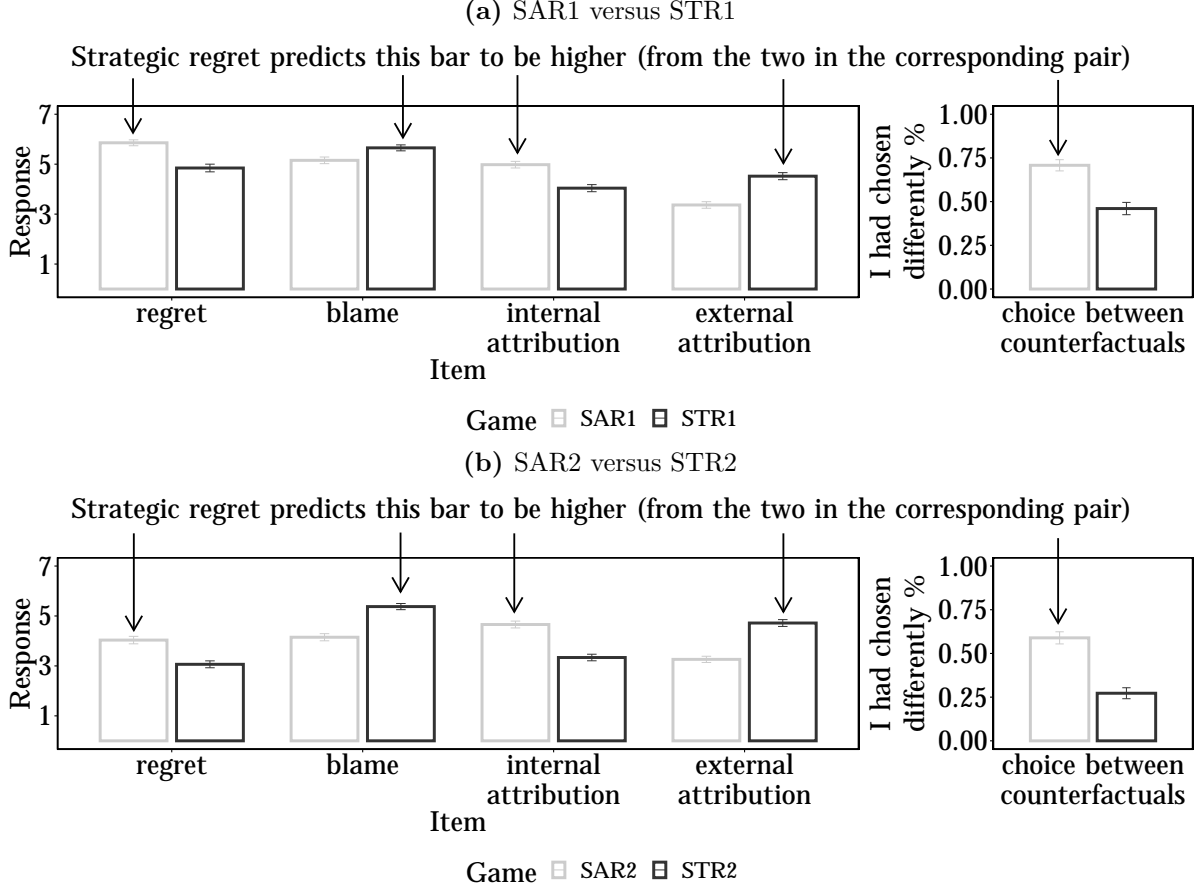 (a) SAR1 versus STR1
Strategic regret predicts this bar to be higher (from the two in the corresponding pair)
Response
7
5
3
1
regret
blame
internal
attribution
external
attribution
Item
I had chosen
differently %
1.00
0.75
0.50
0.25
0.00
choice between
counterfactuals
Game SAR1 STR1
(b) SAR2 versus STR2
Strategic regret predicts this bar to be higher (from the two in the corresponding pair)
Response
7
5
3
1
regret
blame
internal
attribution
external
attribution
Item
I had chosen
differently %
1.00
0.75
0.50
0.25
0.00
choice between
counterfactuals
Game SAR2 STR2